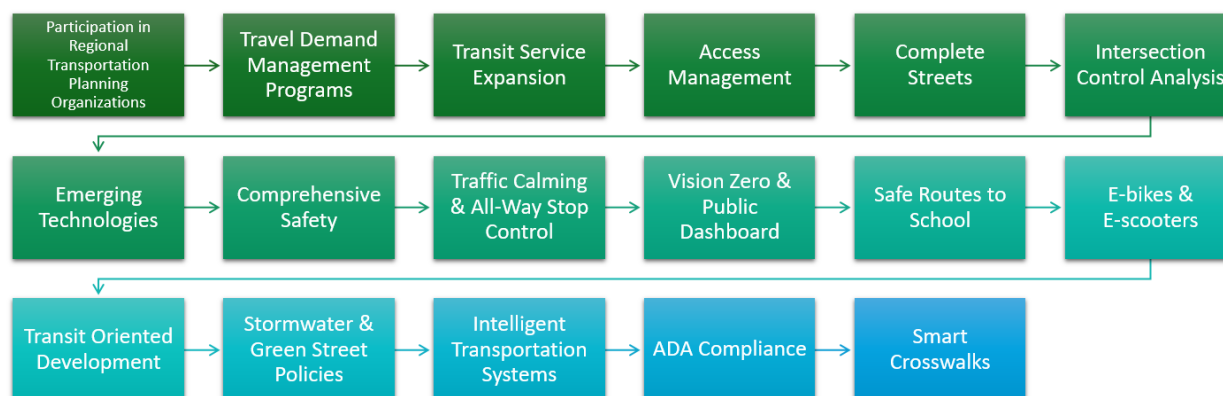 Participation in
Regional
Transportation
Planning
Organizations
Travel Demand
Management
Programs
Transit Service
Expansion
Access
Management
Complete
Streets
Intersection
Control Analysis
Emerging
Technologies
Comprehensive
Safety
Traffic Calming
& All-Way Stop
Control
Vision Zero &
Public
Dashboard
Safe Routes to
School
E-bikes &
E-scooters
Transit Oriented
Development
Stormwater &
Green Street
Policies
Intelligent
Transportation
Systems
ADA Compliance
Smart
Crosswalks